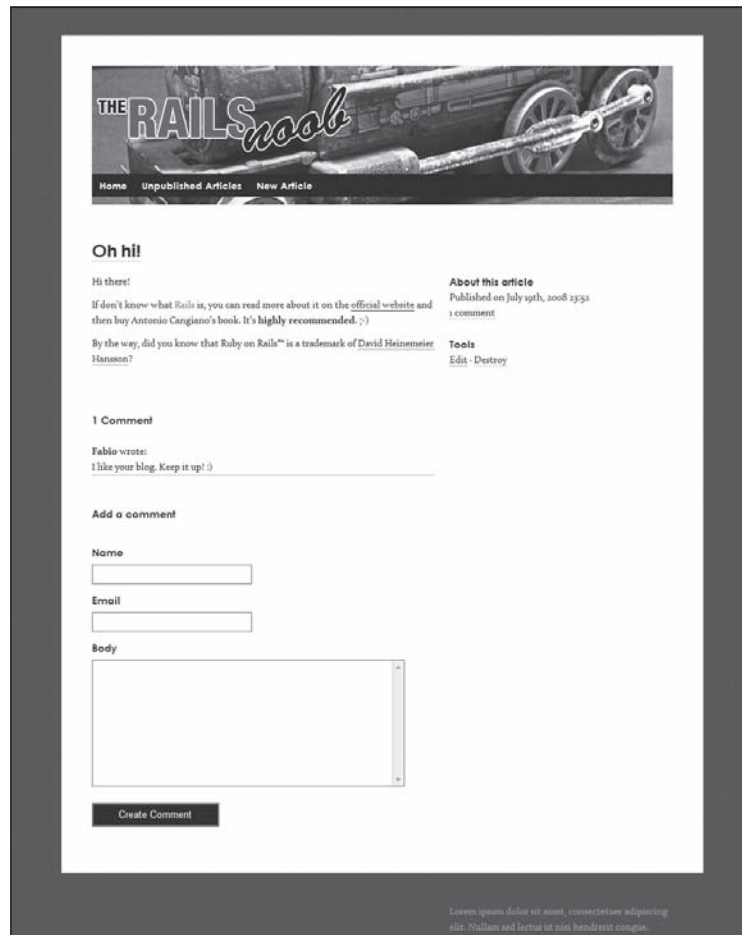 THE RAILS noob
Home Unpublished Articles New Article
Oh hi!
Hi there!
If don't know what Rails is, you can read more about it on the official website and
then buy Antonio Cangiano's book. It's highly recommended. ;-)
By the way, did you know that Ruby on Rails™ is a trademark of David Heinemeier
Hansson?
About this article
Published on July 19th, 2008 23:52
1 comment
Tools
Edit - Destroy
1 Comment
Fabio wrote:
I like your blog. Keep it up! :)
Add a comment
Name
Email
Body
Create Comment
Lorem ipsum dolor sit amet, consectetuer adipiscing
elit. Nullam sed lectus ut nisi hendrerit congue.